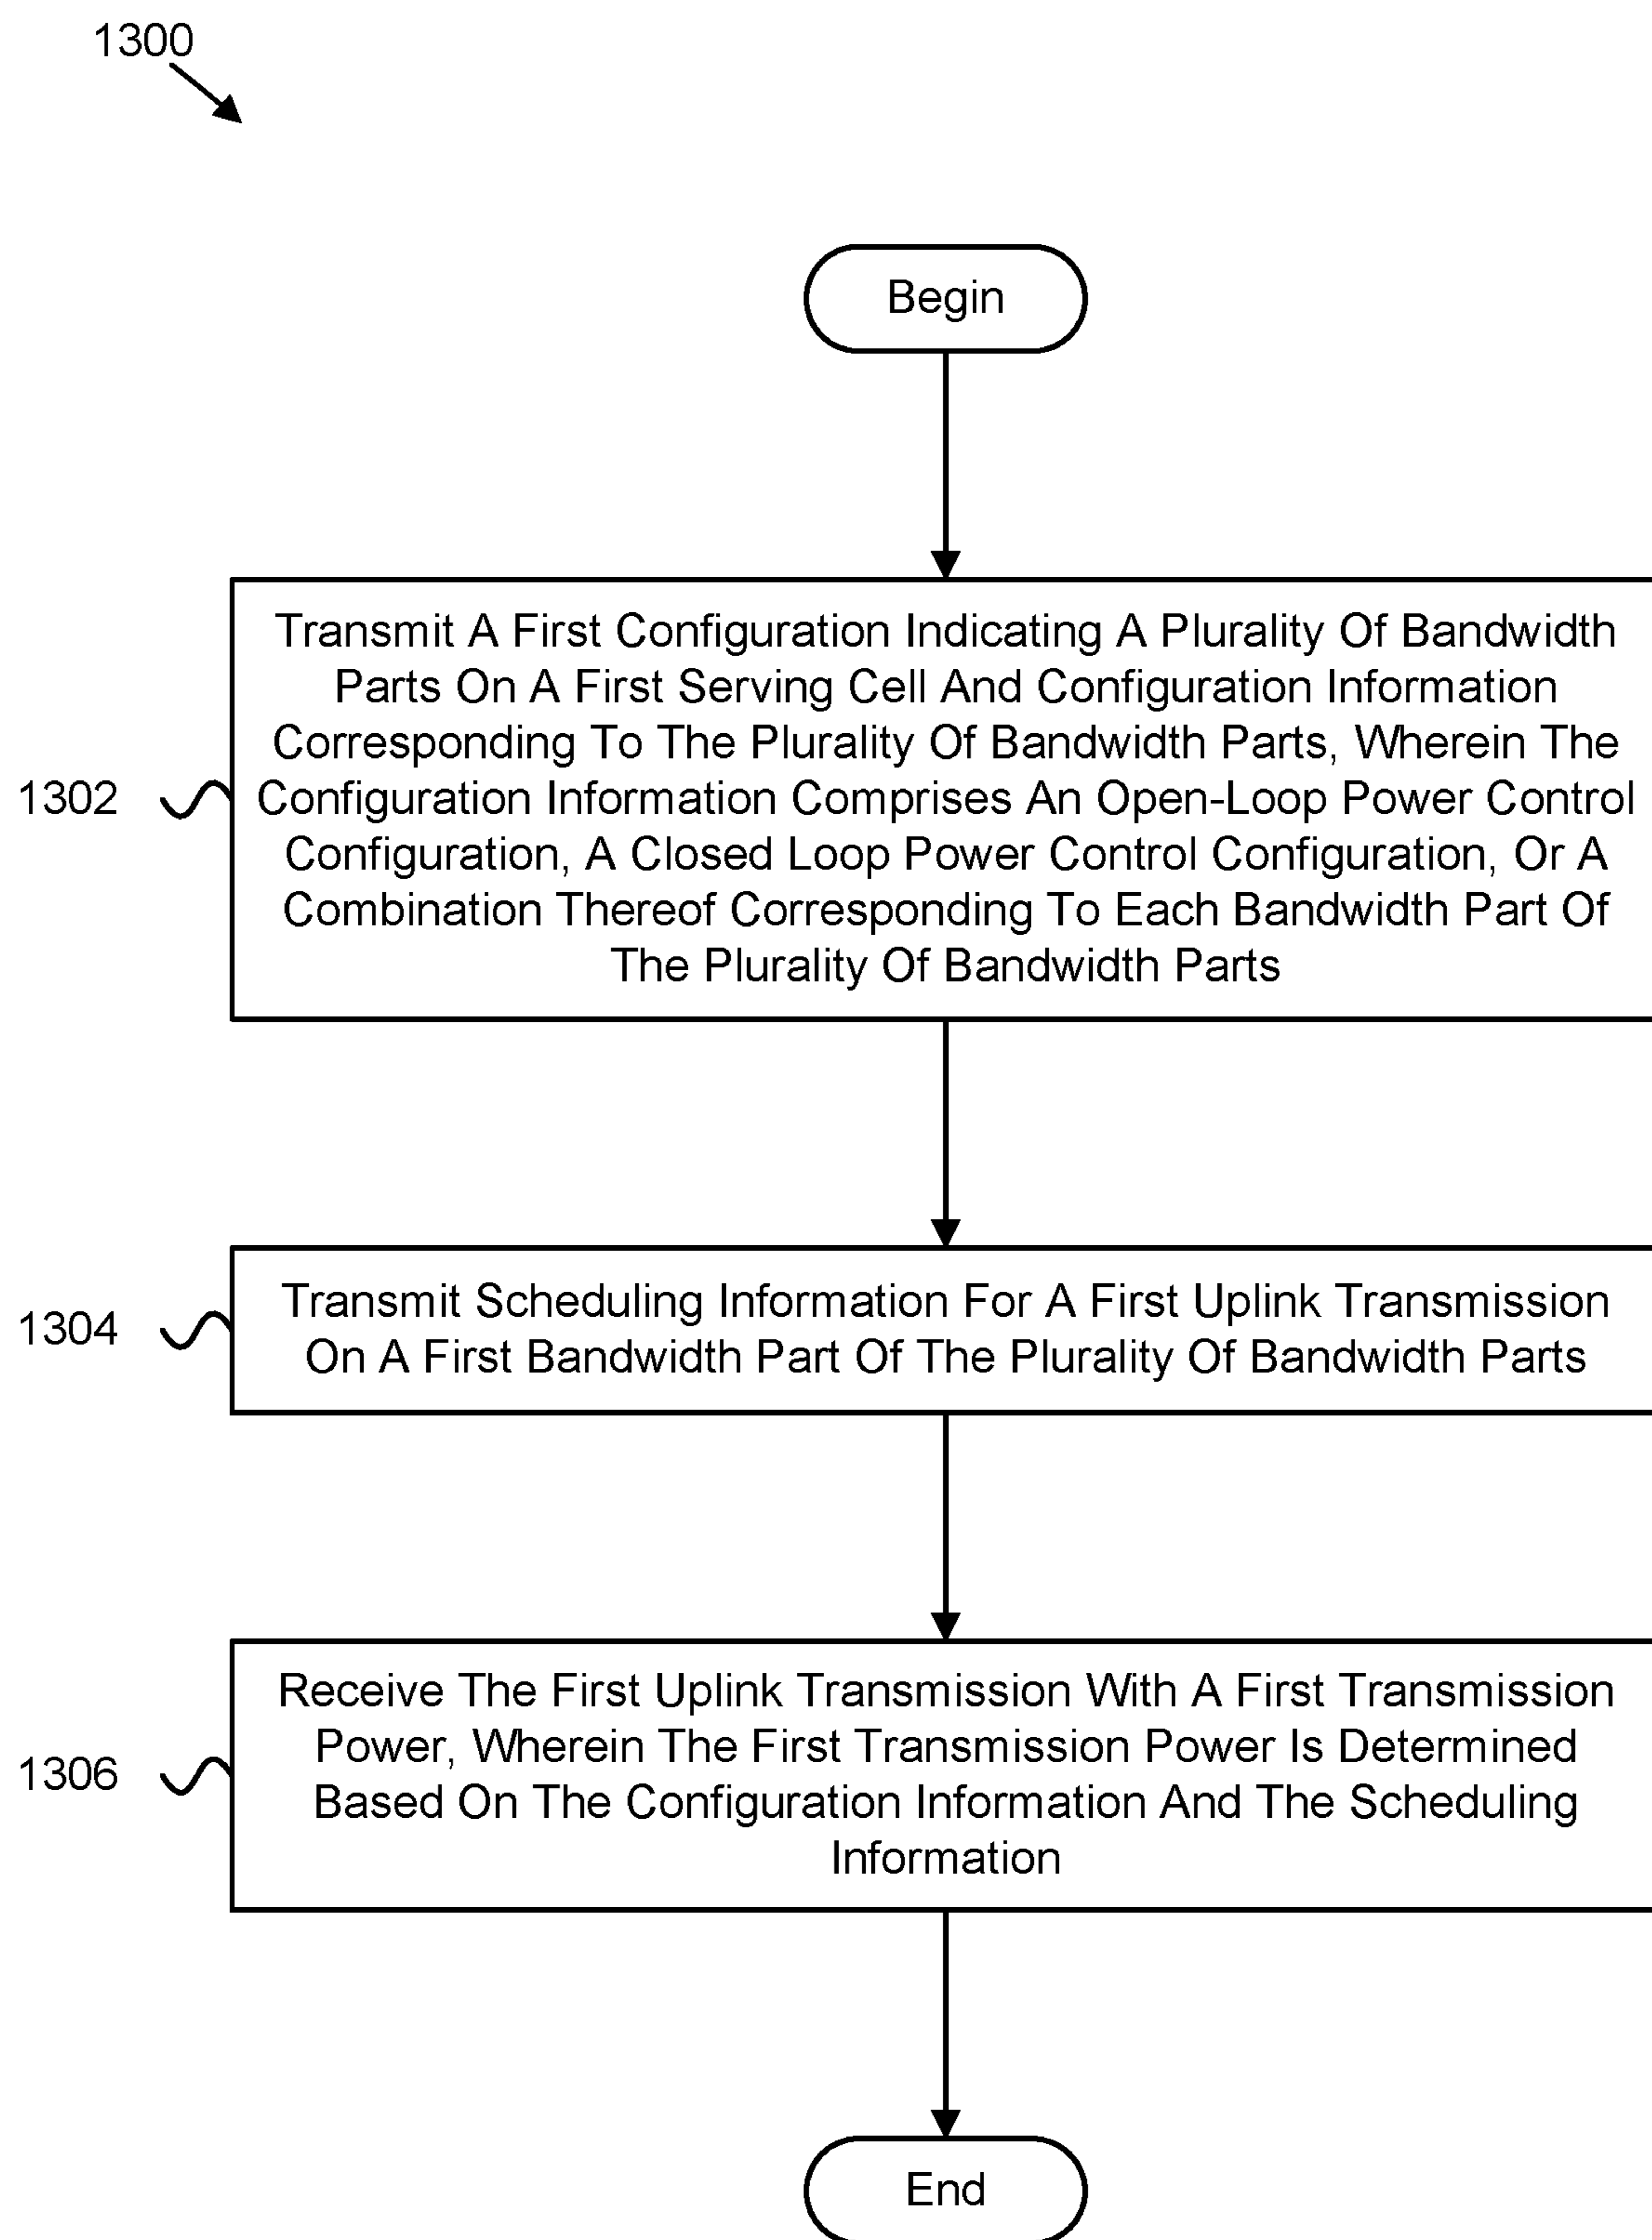 1300
Begin
Transmit A First Configuration Indicating A Plurality Of Bandwidth
Parts On A First Serving Cell And Configuration Information
Corresponding To The Plurality Of Bandwidth Parts, Wherein The
1302
Configuration Information Comprises An Open-Loop Power Control
Configuration, A Closed Loop Power Control Configuration, Or A
Combination Thereof Corresponding To Each Bandwidth Part Of
The Plurality Of Bandwidth Parts
1304
Transmit Scheduling Information For A First Uplink Transmission
On A First Bandwidth Part Of The Plurality Of Bandwidth Parts
1306
Receive The First Uplink Transmission With A First Transmission
Power, Wherein The First Transmission Power Is Determined
Based On The Configuration Information And The Scheduling
Information
End